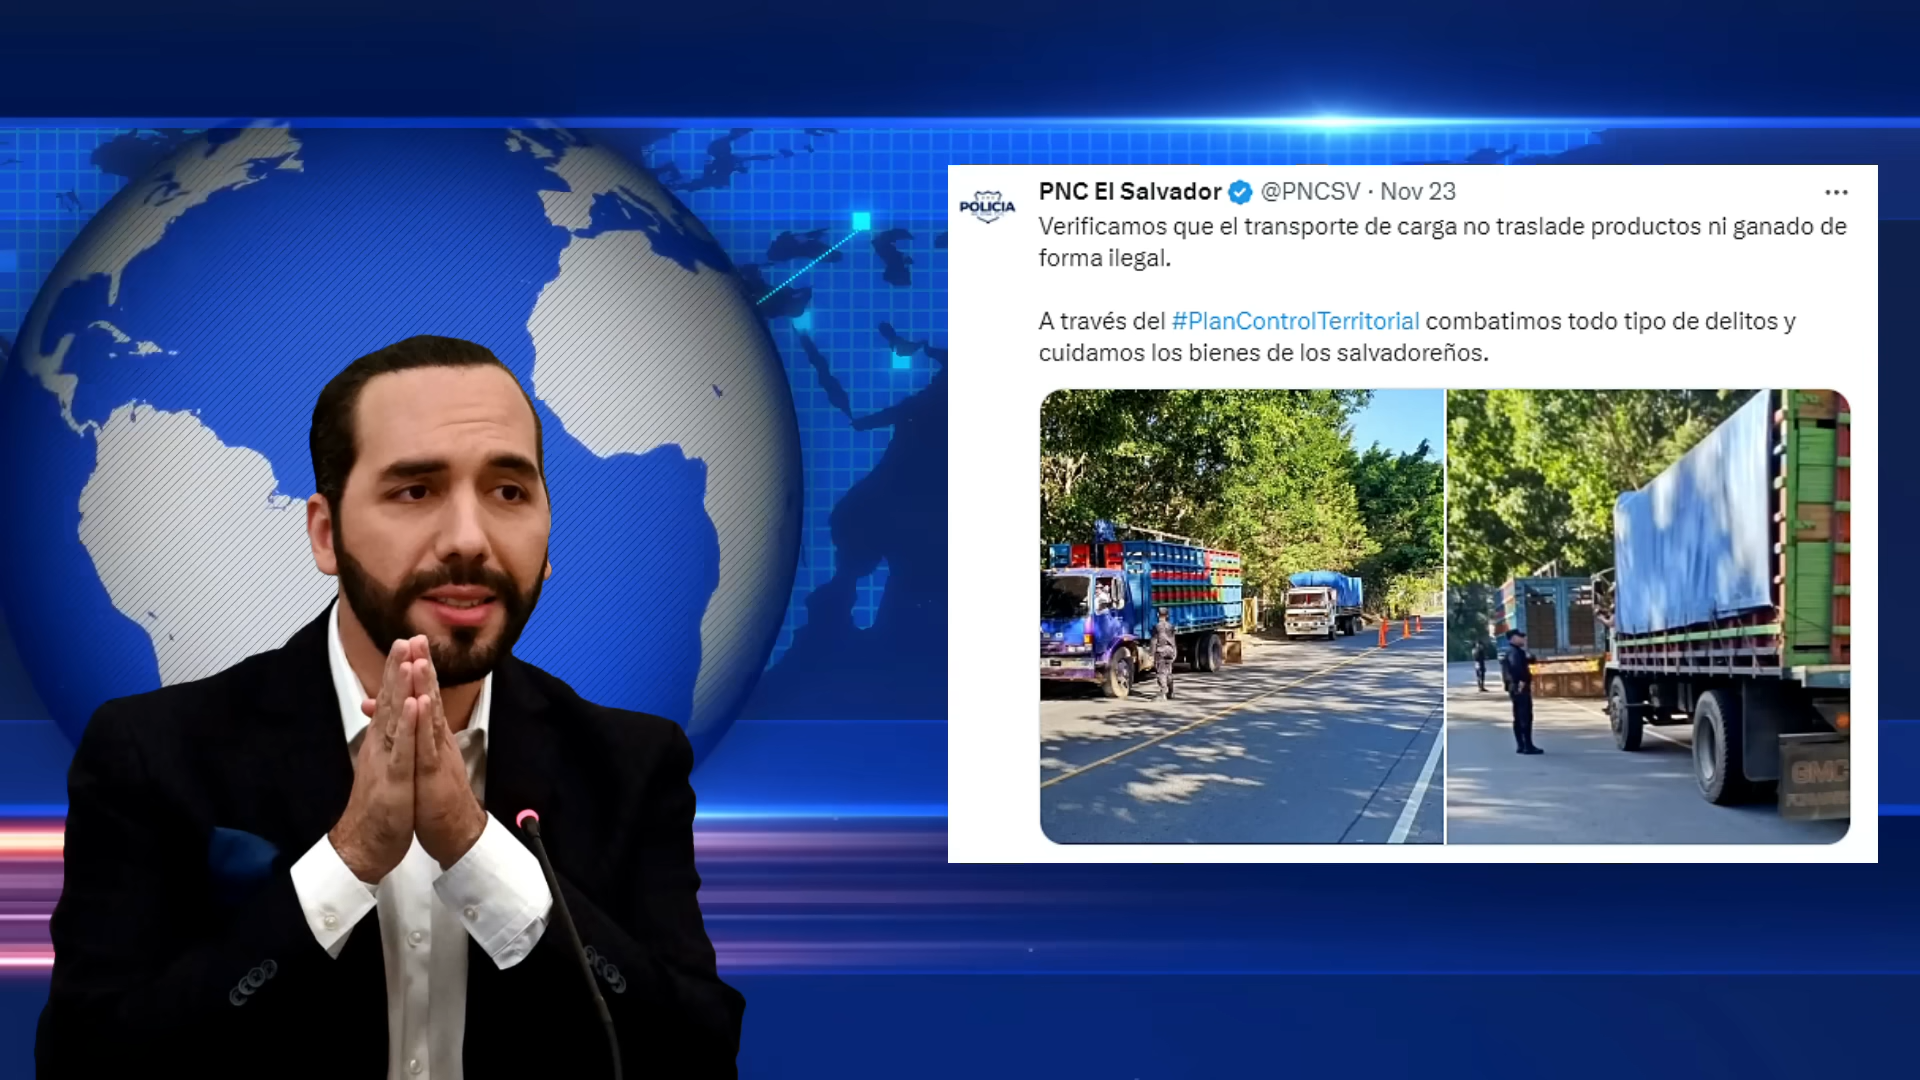 PNC El Salvador @PNCSV · Nov 23
POLICIA
Verificamos que el transporte de carga no traslade productos ni ganado de
forma ilegal.
A través del #PlanControlTerritorial combatimos todo tipo de delitos y
cuidamos los bienes de los salvadoreños.
GMC